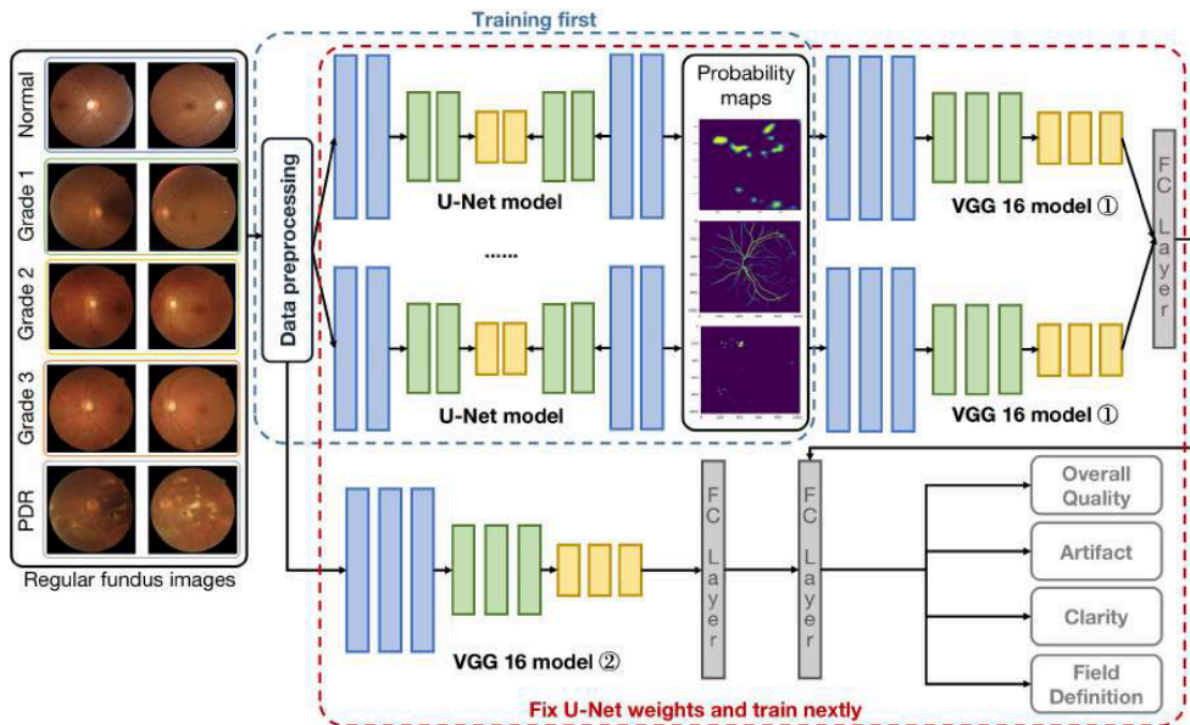 Training first
Normal
Grade 1
Grade 2
Grade 3
PDR
Regular fundus images
Data preprocessing
U-Net model
......
U-Net model
Probability
maps
VGG 16 model ①
VGG 16 model ①
FC Layer
VGG 16 model ②
FC Layer
FC Layer
Overall
Quality
Artifact
Clarity
Field
Definition
Fix U-Net weights and train nextly